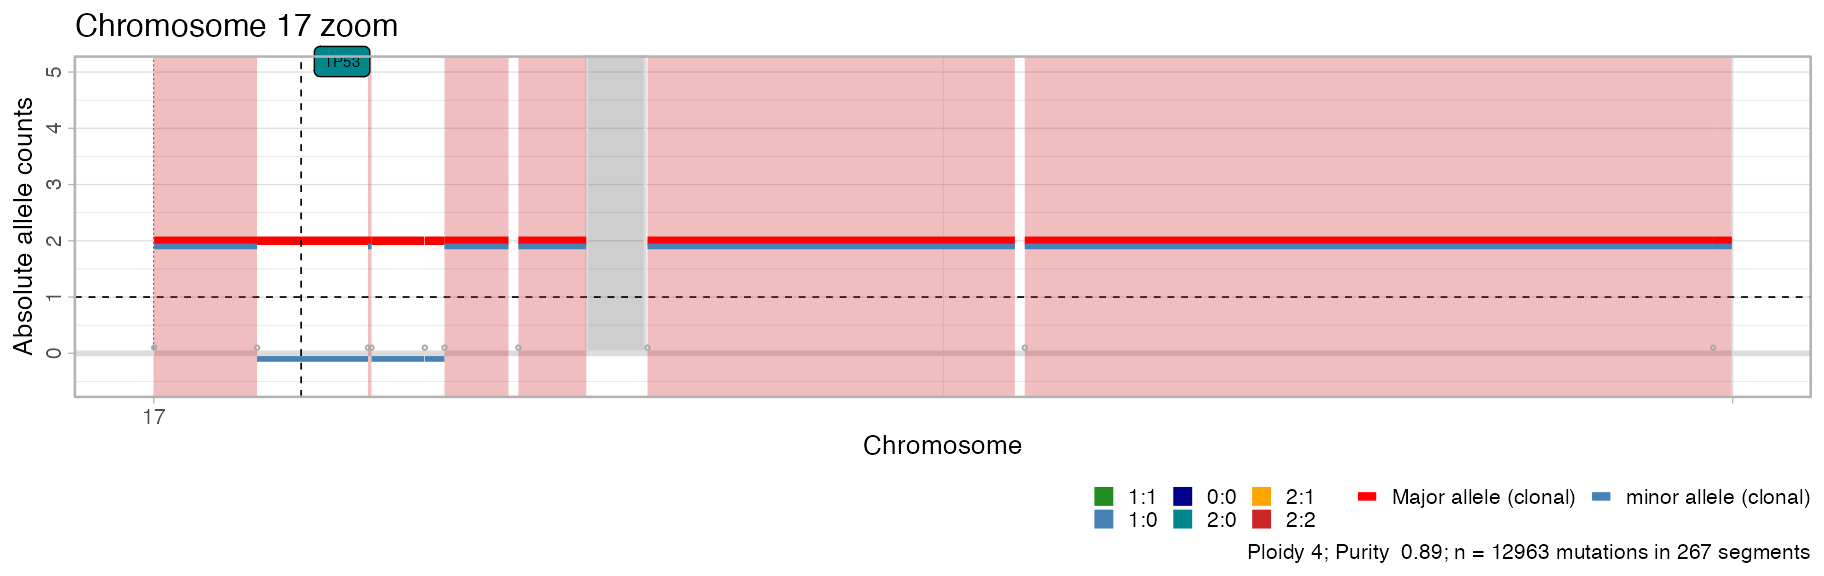 Chromosome 17 zoom
TP53
5
4
3
2
1
0
Absolute allele counts
17
Chromosome
1:1 0:0 2:1 Major allele (clonal) minor allele (clonal)
1:0 2:0 2:2
Ploidy 4; Purity 0.89; n = 12963 mutations in 267 segments